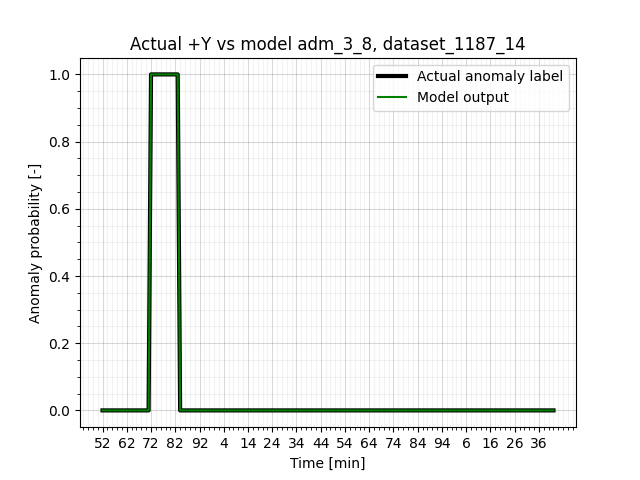 Actual +Y vs model adm_3_8, dataset_1187_14
Actual anomaly label
Model output
Anomaly probability [-]
1.0
0.8
0.6
0.4
0.2
0.0
52 62 72 82 92 4 14 24 34 44 54 64 74 84 94 6 16 26 36
Time [min]